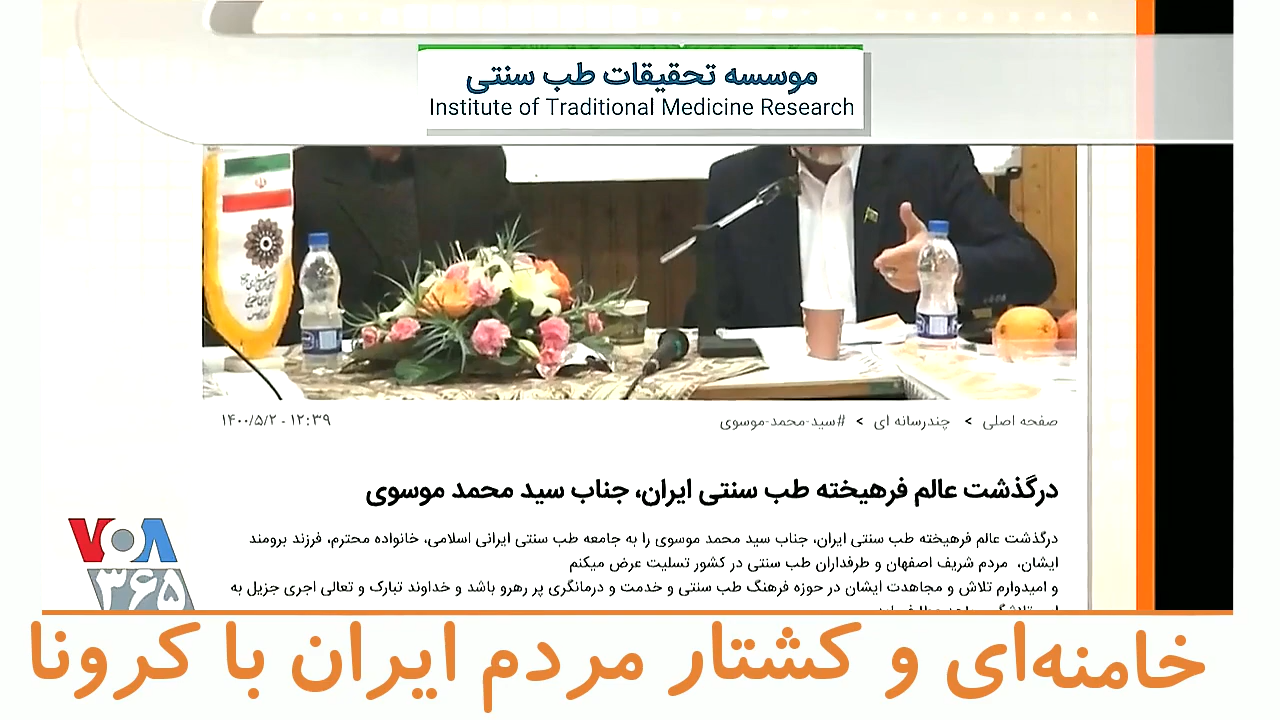 موسسه تحقیقات طب سنتی
Institute of Traditional Medicine Research
صفحه اصلی > چندرسانه ای > #سید-محمد-موسوی
۱۴۰۰/۵/۲ - ۱۲:۳۹
درگذشت عالم فرهیخته طب سنتی ایران، جناب سید محمد موسوی
درگذشت عالم فرهیخته طب سنتی ایران، جناب سید محمد موسوی را به جامعه طب سنتی ایرانی اسلامی، خانواده محترم، فرزند برومند
ایشان، مردم شریف اصفهان و طرفداران طب سنتی در کشور تسلیت عرض میکنم
و امیدوارم تلاش و مجاهدت ایشان در حوزه فرهنگ طب سنتی و خدمت و درمانگری پر رهرو باشد و خداوند تبارک و تعالی اجری جزیل به
VOA
۳۶۵
خامنه‌ای و کشتار مردم ایران با کرونا